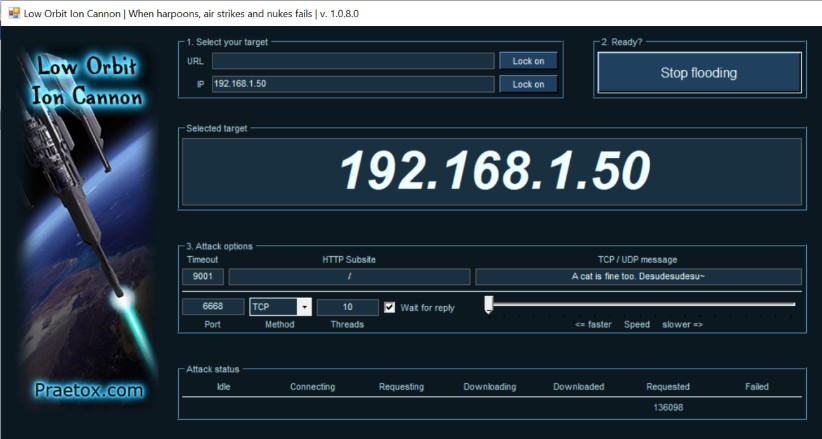 Low Orbit Ion Cannon | When harpoons, air strikes and nukes fails | v. 1.0.8.0
Low Orbit
Ion Cannon
1. Select your target
URL Lock on
IP 192.168.1.50 Lock on
2. Ready?
Stop flooding
Selected target
192.168.1.50
3. Attack options
Timeout HTTP Subsite TCP / UDP message
9001 / A cat is fine too. Desudesudesu~
6668 TCP 10 Wait for reply
Port Method Threads <= faster Speed slower =>
Attack status
Idle Connecting Requesting Downloading Downloaded Requested Failed
136098
Praetox.com